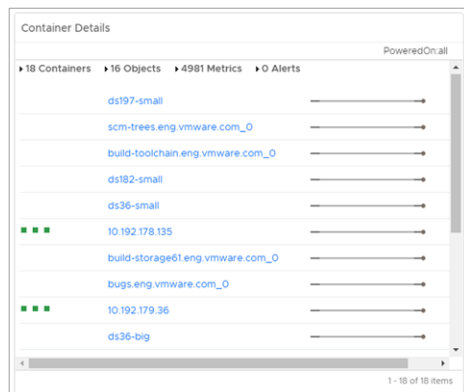 Container Details
PoweredOn:all
18 Containers 16 Objects 4981 Metrics 0 Alerts
ds197-small
scm-trees.eng.vmware.com_0
build-toolchain.eng.vmware.com_0
ds182-small
ds36-small
10.192.178.135
build-storage61.eng.vmware.com_0
bugs.eng.vmware.com_0
10.192.179.36
ds36-big
1 - 18 of 18 items